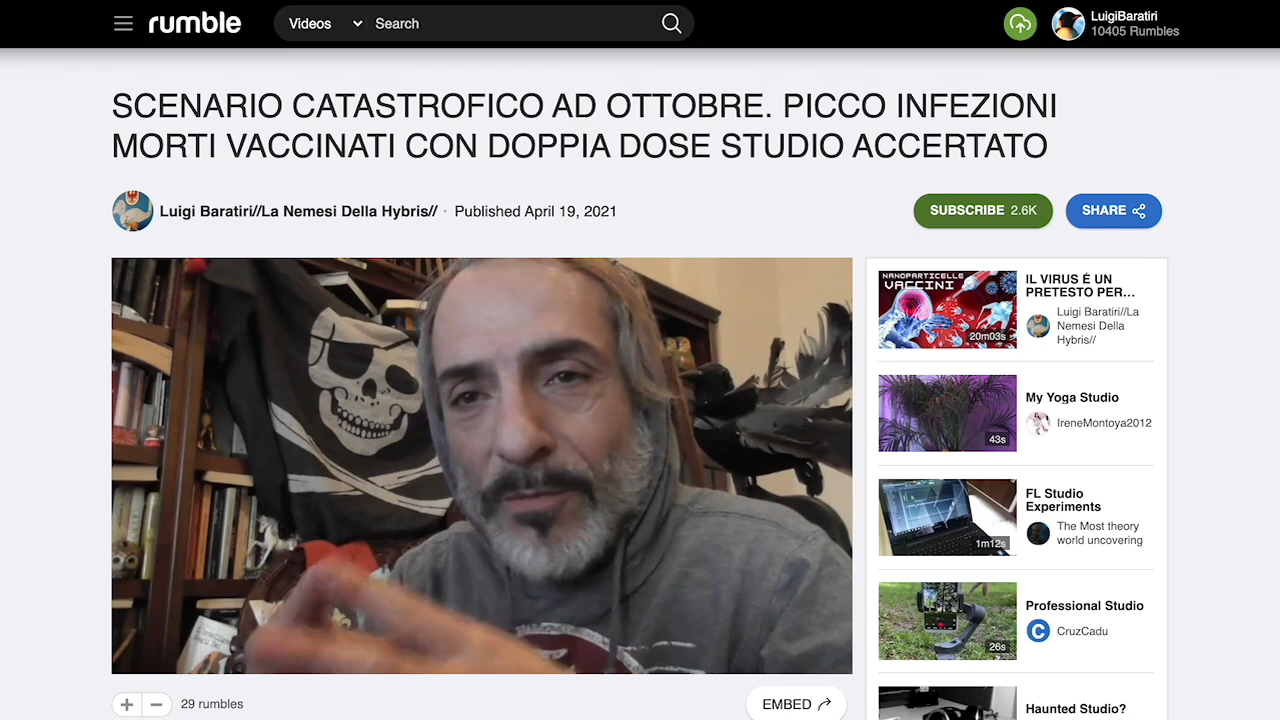 rumble
Videos
Search
LuigiBaratiri
10405 Rumbles
SCENARIO CATASTROFICO AD OTTOBRE. PICCO INFEZIONI
MORTI VACCINATI CON DOPPIA DOSE STUDIO ACCERTATO
Luigi Baratiri//La Nemesi Della Hybris// · Published April 19, 2021
SUBSCRIBE 2.6K
SHARE
NANOPARTICELLE
VACCINI
20m03s
IL VIRUS É UN
PRETESTO PER...
Luigi Baratiri//La
Nemesi Della
Hybris//
43s
My Yoga Studio
IreneMontoya2012
1m12s
FL Studio
Experiments
The Most theory
world uncovering
26s
Professional Studio
CruzCadu
Haunted Studio?
29 rumbles
EMBED